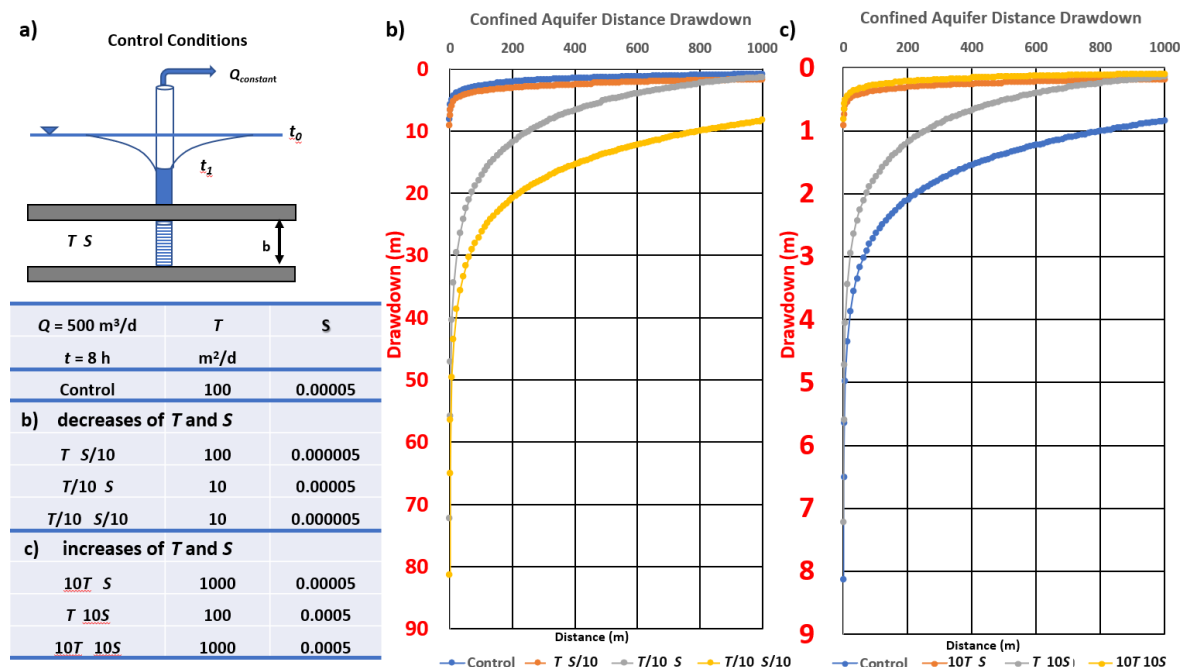 a)
Control Conditions
Qconstant
t0
t1
T S
b
Q = 500 m³/d T S
t = 8 h m²/d
Control 100 0.00005
b) decreases of T and S
T S/10 100 0.000005
T/10 S 10 0.00005
T/10 S/10 10 0.000005
c) increases of T and S
10T S 1000 0.00005
T 10S 100 0.0005
10T 10S 1000 0.0005
b)
Confined Aquifer Distance Drawdown
0 200 400 600 800 1000
0
10
20
30
40
50
60
70
80
90
Drawdown (m)
Distance (m)
Control T S/10 T/10 S T/10 S/10
c)
Confined Aquifer Distance Drawdown
0 200 400 600 800 1000
0
1
2
3
4
5
6
7
8
9
Drawdown (m)
Distance (m)
Control 10T S T 10S 10T 10S